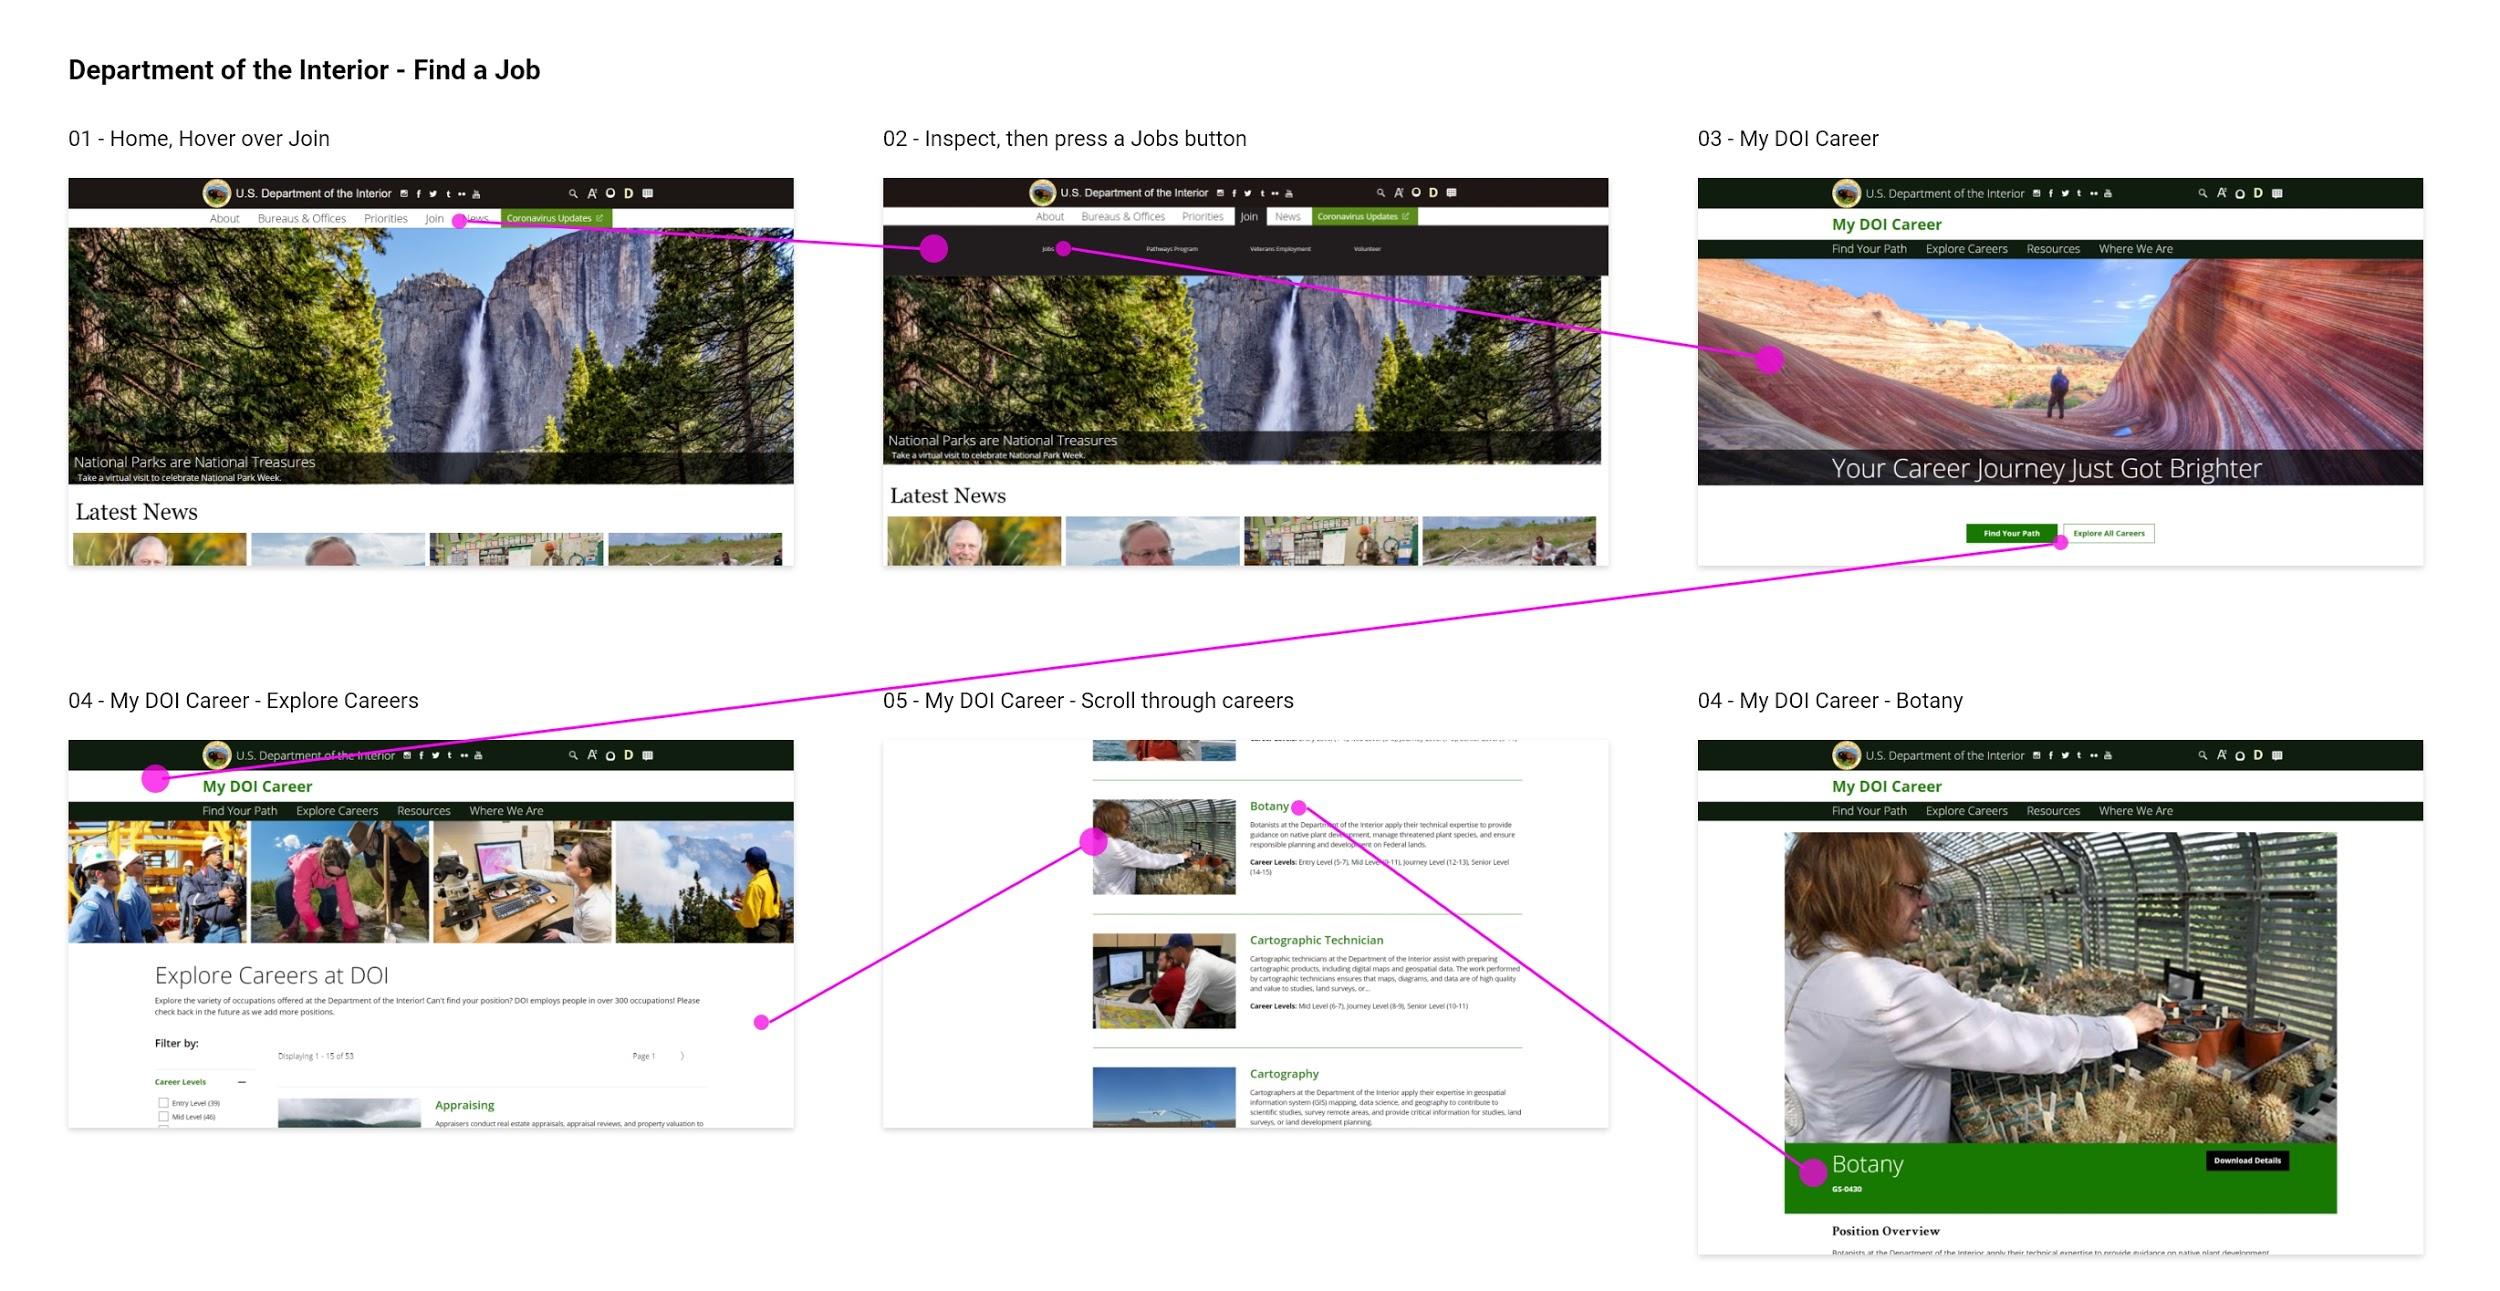 Department of the Interior - Find a Job
01 - Home, Hover over Join
U.S. Department of the Interior
About Bureaus & Offices Priorities Join News Coronavirus Updates
National Parks are National Treasures
Take a virtual visit to celebrate National Park Week.
Latest News
02 - Inspect, then press a Jobs button
U.S. Department of the Interior
About Bureaus & Offices Priorities Join News Coronavirus Updates
Jobs Pathways Program Veterans Employment Volunteer
National Parks are National Treasures
Take a virtual visit to celebrate National Park Week.
Latest News
03 - My DOI Career
U.S. Department of the Interior
My DOI Career
Find Your Path Explore Careers Resources Where We Are
Your Career Journey Just Got Brighter
Find Your Path Explore All Careers
04 - My DOI Career - Explore Careers
U.S. Department of the Interior
My DOI Career
Find Your Path Explore Careers Resources Where We Are
Explore Careers at DOI
Explore the variety of occupations offered at the Department of the Interior! Can't find your position? DOI employs people in over 300 occupations! Please
check back in the future as we add more positions.
Filter by:
Displaying 1 - 15 of 53 Page 1
Career Levels
Entry Level (39)
Mid Level (46)
Appraising
Appraisers conduct real estate appraisals, appraisal reviews, and property valuation to
05 - My DOI Career - Scroll through careers
Botany
Botanists at the Department of the Interior apply their technical expertise to provide
guidance on native plant development, manage threatened plant species, and ensure
responsible planning and development on Federal lands.
Career Levels: Entry Level (5-7), Mid Level (9-11), Journey Level (12-13), Senior Level
(14-15)
Cartographic Technician
Cartographic technicians at the Department of the Interior assist with preparing
cartographic products, including digital maps and geospatial data. The work performed
by cartographic technicians ensures that maps, diagrams, and data are of high quality
and value to studies, land surveys, or...
Career Levels: Mid Level (6-7), Journey Level (8-9), Senior Level (10-11)
Cartography
Cartographers at the Department of the Interior apply their expertise in geospatial
information system (GIS) mapping, data science, and geography to contribute to
scientific studies, survey remote areas, and provide critical information for studies, land
surveys, or land development planning.
04 - My DOI Career - Botany
U.S. Department of the Interior
My DOI Career
Find Your Path Explore Careers Resources Where We Are
Botany
Download Details
GS-0430
Position Overview
Botanists at the Department of the Interior apply their technical expertise to provide guidance on native plant development